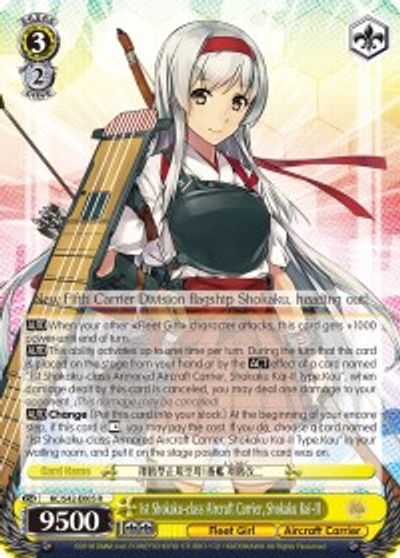 3
2
New Fifth Carrier Division flagship Shokaku, heading out!
AUTO When your other «Fleet Girl» character attacks, this card gets +1000
power until end of turn.
AUTO This ability activates up to one time per turn. During the turn that this card
is placed on the stage from your hand or by the ACT effect of a card named
"1st Shokaku-class Armored Aircraft Carrier, Shokaku Kai-II Type Kou", when
damage dealt by this card is canceled, you may deal one damage to your
opponent. (This damage may be canceled)
AUTO Change [Put this card into your stock] At the beginning of your encore
step, if this card is, you may pay the cost. If you do, choose a card named
"1st Shokaku-class Armored Aircraft Carrier, Shokaku Kai-II Type Kou" in your
waiting room, and put it on the stage position that this card was on.
Card Name
1st Shokaku-class Aircraft Carrier, Shokaku Kai-II
9500
Fleet Girl
Aircraft Carrier